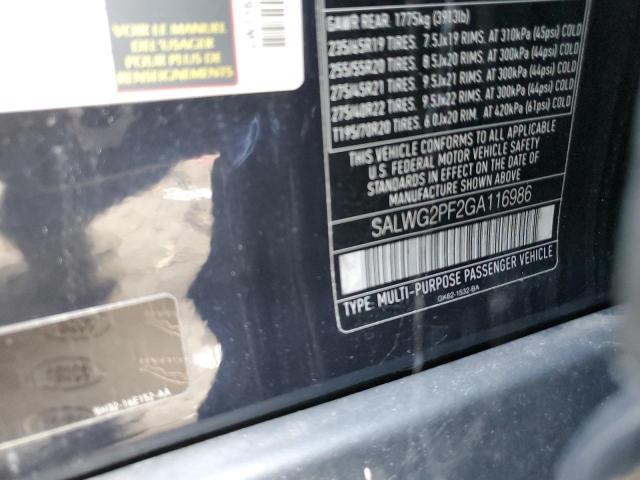 VOIR LE MANUEL
DE L'USAGER
POUR PLUS DE
RENSEIGNEMENTS
GAWR REAR. 1775kg (3913lb)
235/65R19 TIRES. 7.5Jx19 RIMS. AT 310kPa (45psi) COLD
255/55R20 TIRES. 8.5Jx20 RIMS. AT 300kPa (44psi) COLD
275/45R21 TIRES. 9.5Jx21 RIMS. AT 300kPa (44psi) COLD
275/40R22 TIRES. 9.5Jx22 RIMS. AT 300kPa (44psi) COLD
T195/70R20 TIRES. 6.0Jx20 RIM. AT 420kPa (61psi) COLD
THIS VEHICLE CONFORMS TO ALL APPLICABLE
U.S. FEDERAL MOTOR VEHICLE SAFETY STANDARDS
IN EFFECT ON THE DATE OF
MANUFACTURE SHOWN ABOVE.
SALWG2PF2GA116986
TYPE: MULTI-PURPOSE PASSENGER VEHICLE
GK62-1532-BA